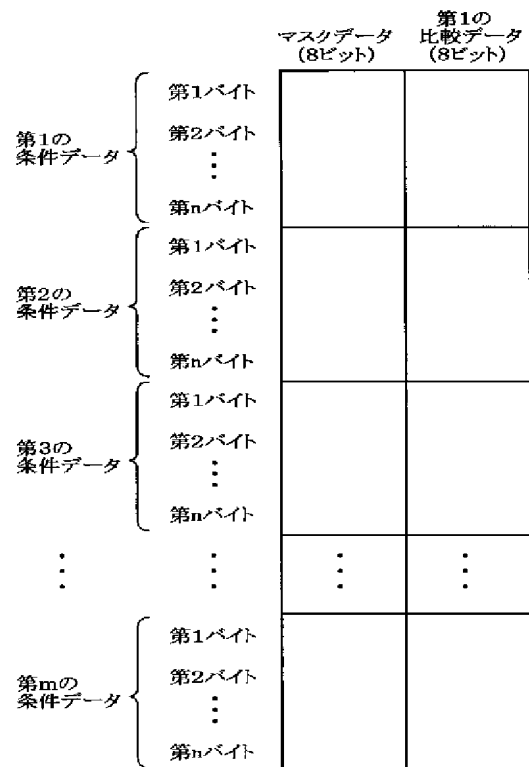 マスクデータ
(8ビット)
第1の
比較データ
(8ビット)
第1の
条件データ
第1バイト
第2バイト
⋮
第nバイト
第2の
条件データ
第1バイト
第2バイト
⋮
第nバイト
第3の
条件データ
第1バイト
第2バイト
⋮
第nバイト
⋮ ⋮ ⋮ ⋮
第mの
条件データ
第1バイト
第2バイト
⋮
第nバイト